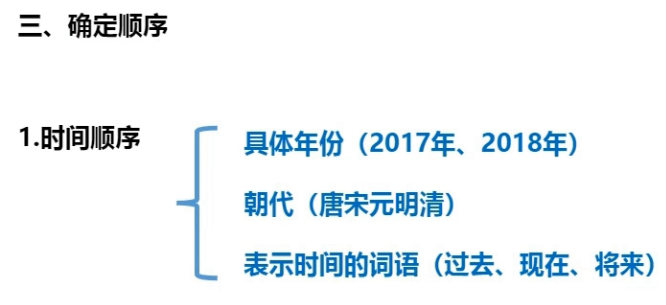 三、确定顺序
1.时间顺序
具体年份（2017年、2018年）
朝代（唐宋元明清）
表示时间的词语（过去、现在、将来）